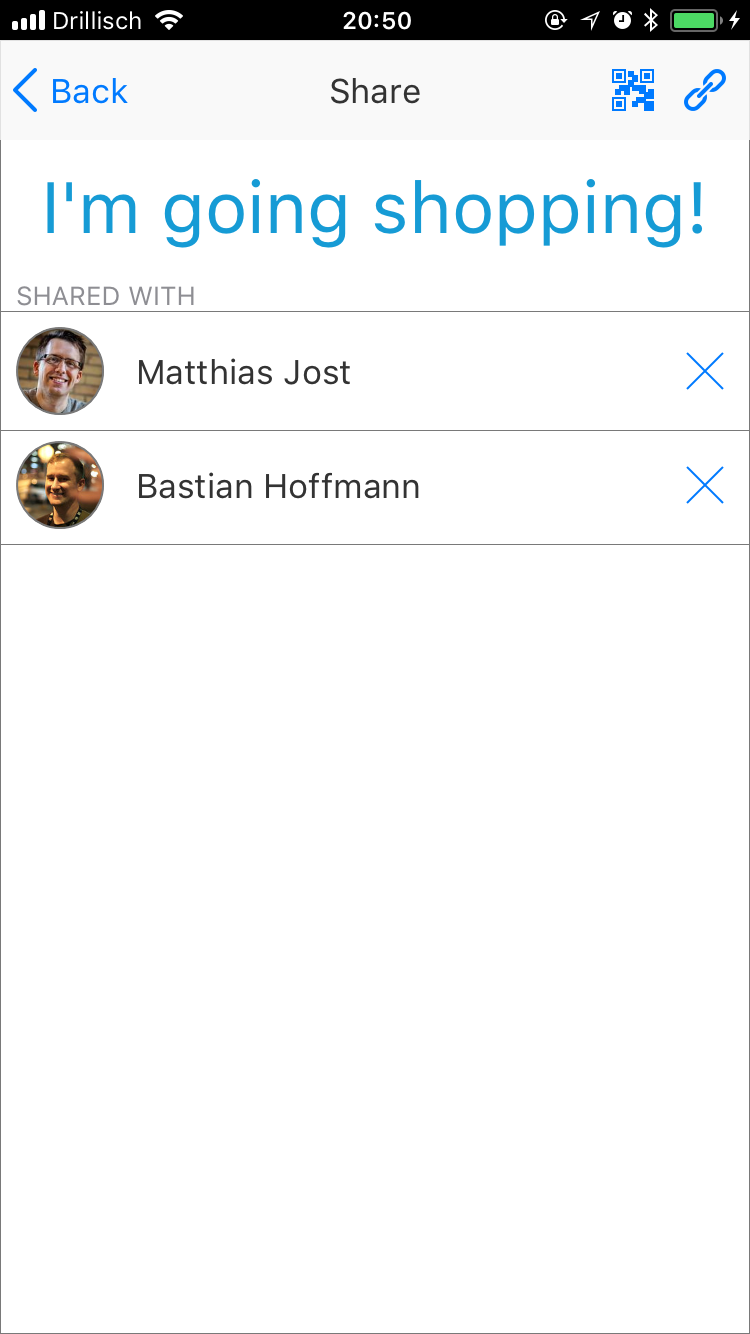 Drillisch 20:50
Back Share
I'm going shopping!
SHARED WITH
Matthias Jost
Bastian Hoffmann